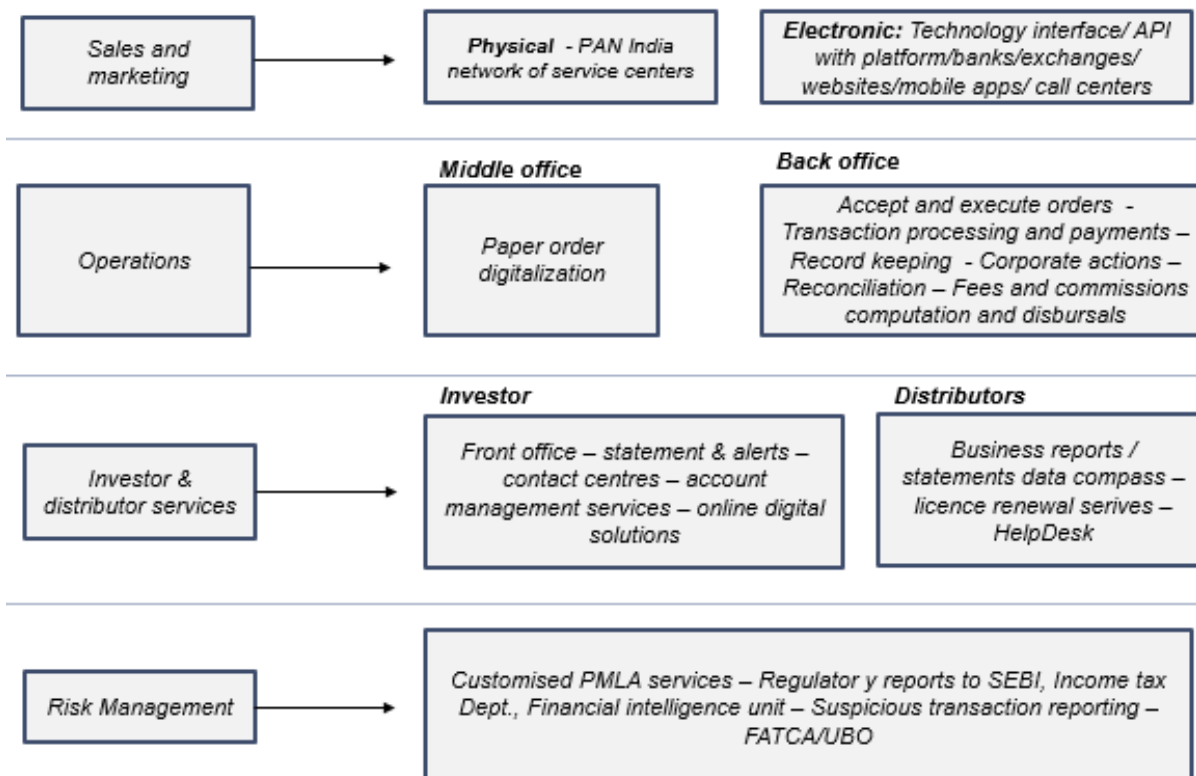 Sales and
marketing
Physical - PAN India
network of service centers
Electronic: Technology interface/ API
with platform/banks/exchanges/
websites/mobile apps/ call centers
Middle office
Back office
Operations
Paper order
digitalization
Accept and execute orders -
Transaction processing and payments –
Record keeping - Corporate actions –
Reconciliation – Fees and commissions
computation and disbursals
Investor
Distributors
Investor &
distributor services
Front office – statement & alerts –
contact centres – account
management services – online digital
solutions
Business reports /
statements data compass –
licence renewal serives –
HelpDesk
Risk Management
Customised PMLA services – Regulator y reports to SEBI, Income tax
Dept., Financial intelligence unit – Suspicious transaction reporting –
FATCA/UBO